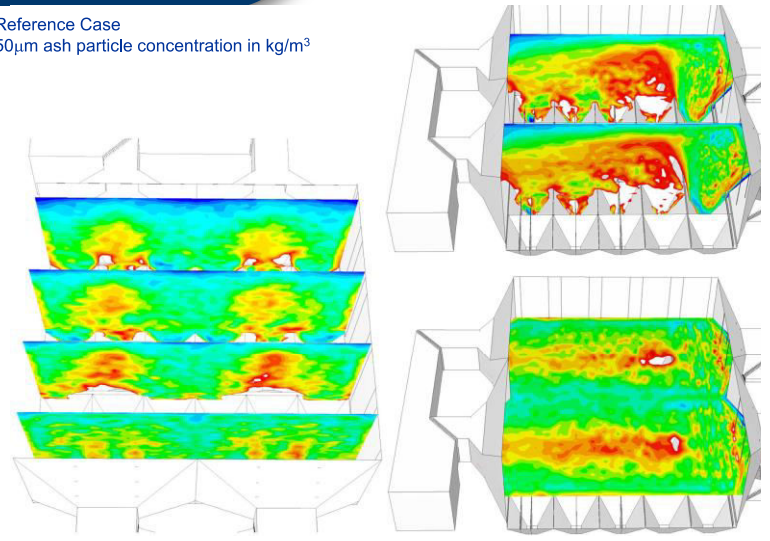 Reference Case
50μm ash particle concentration in kg/m³